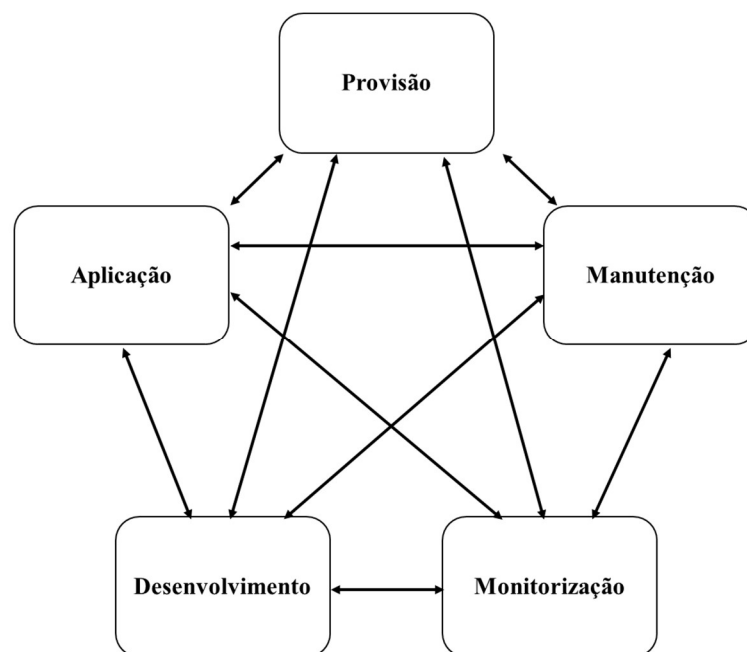 Provisão
Aplicação
Manutenção
Desenvolvimento
Monitorização